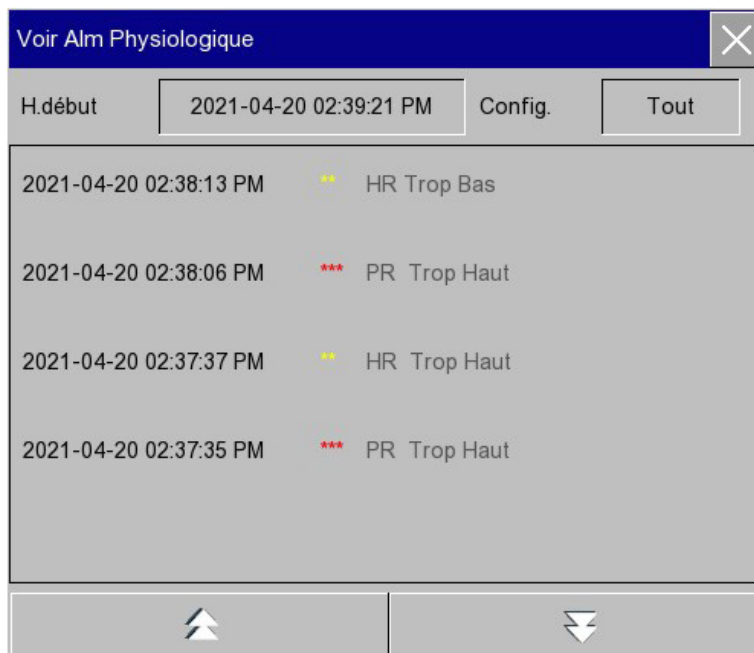 Voir Alm Physiologique
H.début 2021-04-20 02:39:21 PM Config. Tout
2021-04-20 02:38:13 PM ** HR Trop Bas
2021-04-20 02:38:06 PM *** PR Trop Haut
2021-04-20 02:37:37 PM ** HR Trop Haut
2021-04-20 02:37:35 PM *** PR Trop Haut